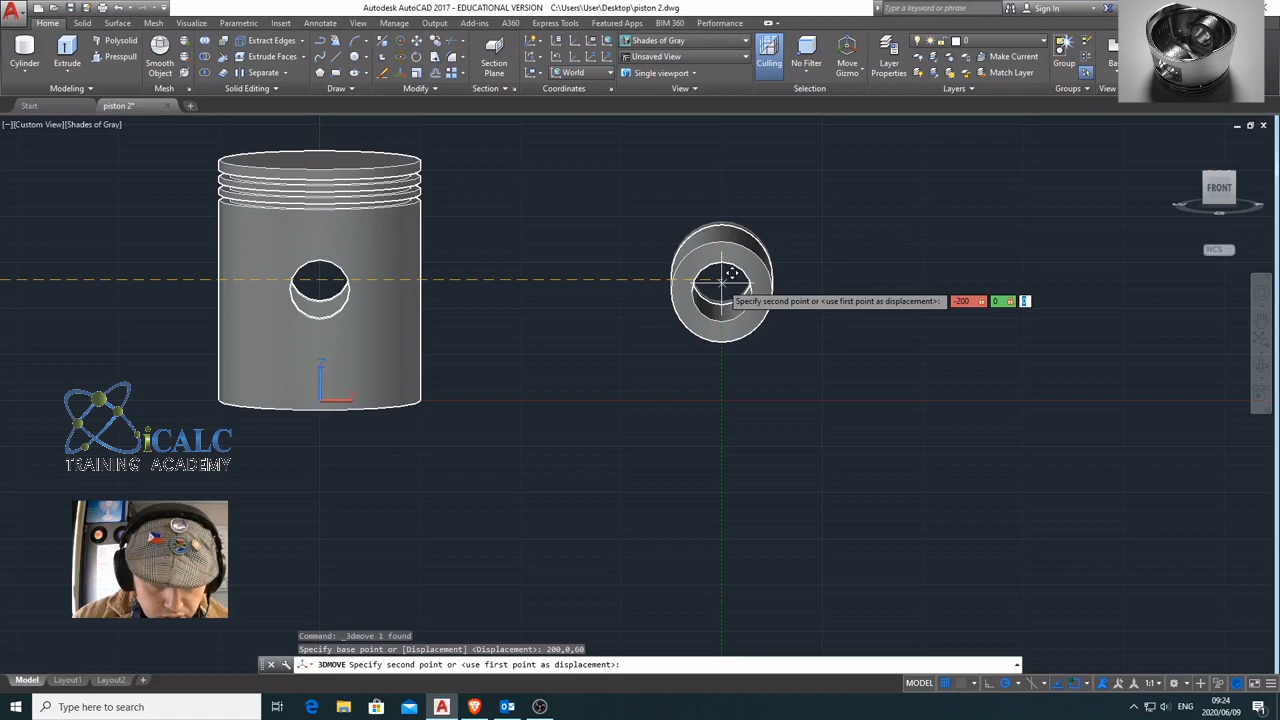 Autodesk AutoCAD 2017 - EDUCATIONAL VERSION C:\Users\User\Desktop\piston 2.dwg
Type a keyword or phrase
Sign In
Home Solid Surface Mesh Visualize Parametric Insert Annotate View Manage Output Add-ins A360 Express Tools Featured Apps BIM 360 Performance
Polysolid
Presspull
Extract Edges
Extract Faces
Separate
Shades of Gray
Unsaved View
World
Single viewport
Make Current
Match Layer
0
Cylinder
Extrude
Smooth Object
Section Plane
Culling
No Filter
Move Gizmo
Layer Properties
Group
Modeling
Mesh
Solid Editing
Draw
Modify
Section
Coordinates
View
Selection
Layers
Groups
Start
piston 2*
[−][Custom View][Shades of Gray]
FRONT
WCS
Specify second point or <use first point as displacement>: -200 0
Z
iCALC
TRAINING ACADEMY
Command: _3dmove 1 found
Specify base point or [Displacement] <Displacement>: 200,0,60
3DMOVE Specify second point or <use first point as displacement>:
Model Layout1 Layout2 +
MODEL
1:1
Type here to search
ENG
09:24
2020/06/09